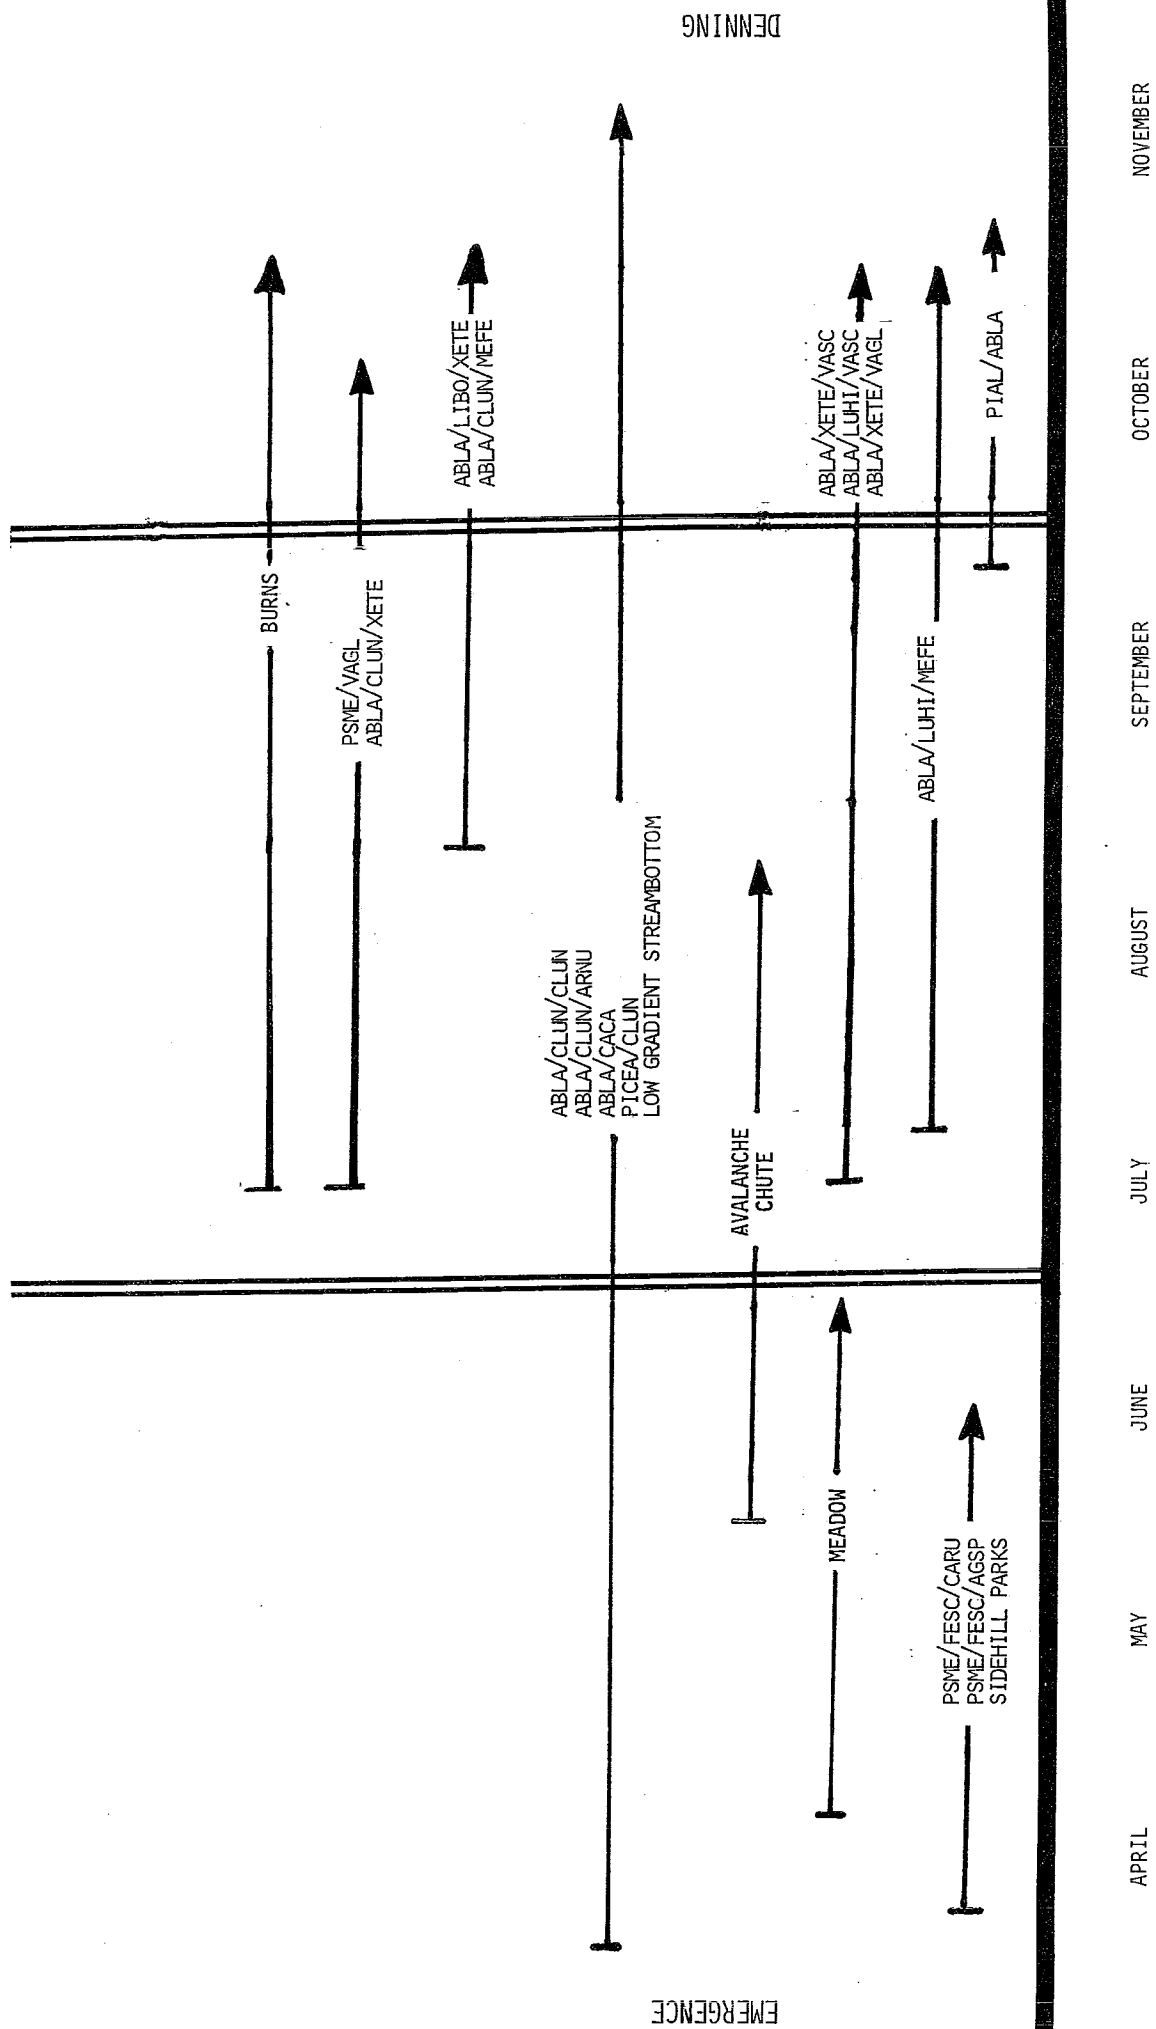 EMERGENCE
DENNING
BURNS
PSME/VAGL
ABLA/CLUN/XETE
ABLA/LIBO/XETE
ABLA/CLUN/MEFE
ABLA/CLUN/CLUN
ABLA/CLUN/ARNU
ABLA/CACA
PICEA/CLUN
LOW GRADIENT STREAMBOTTOM
AVALANCHE
CHUTE
MEADOW
ABLA/XETE/VASC
ABLA/LUHI/VASC
ABLA/XETE/VAGL
ABLA/LUHI/MEFE
PSME/FESC/CARU
PSME/FESC/AGSP
SIDEHILL PARKS
PIAL/ABLA
APRIL
MAY
JUNE
JULY
AUGUST
SEPTEMBER
OCTOBER
NOVEMBER